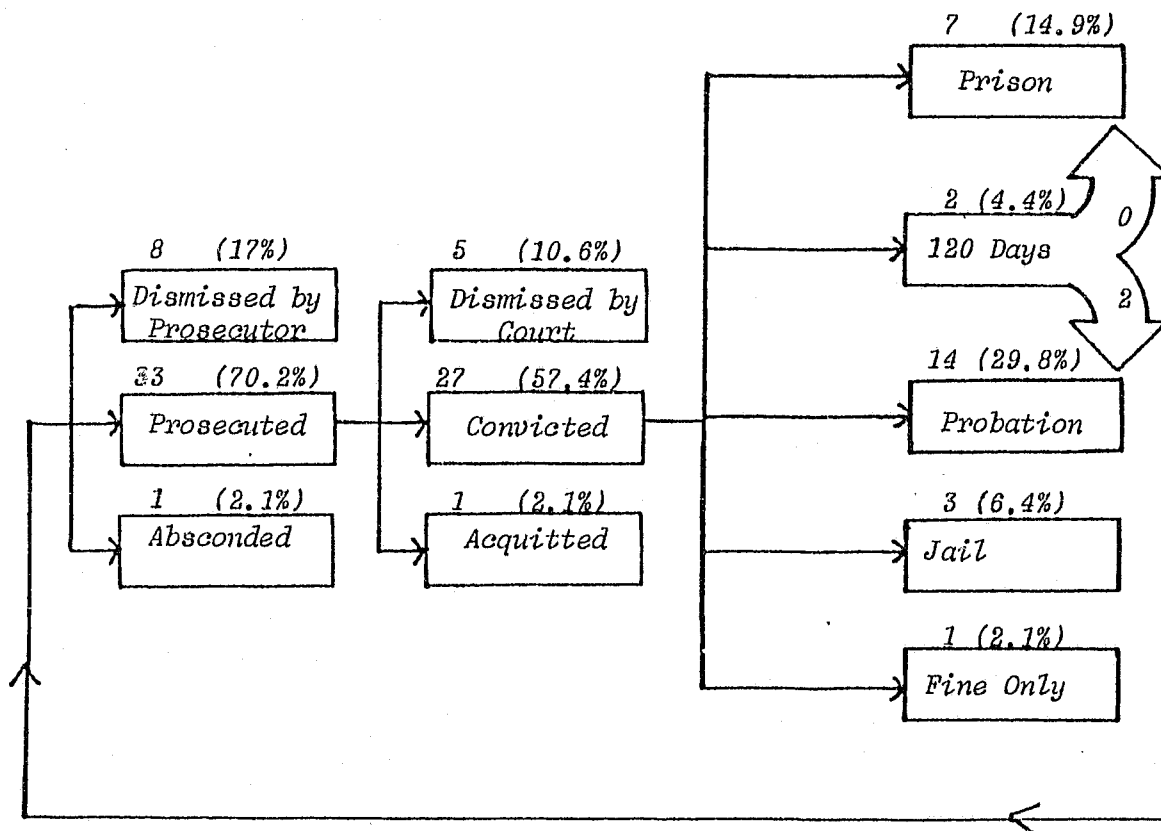 7 (14.9%)
Prison
2 (4.4%)
120 Days
0
2
8 (17%)
Dismissed by
Prosecutor
5 (10.6%)
Dismissed by
Court
33 (70.2%)
Prosecuted
27 (57.4%)
Convicted
14 (29.8%)
Probation
1 (2.1%)
Absconded
1 (2.1%)
Acquitted
3 (6.4%)
Jail
1 (2.1%)
Fine Only